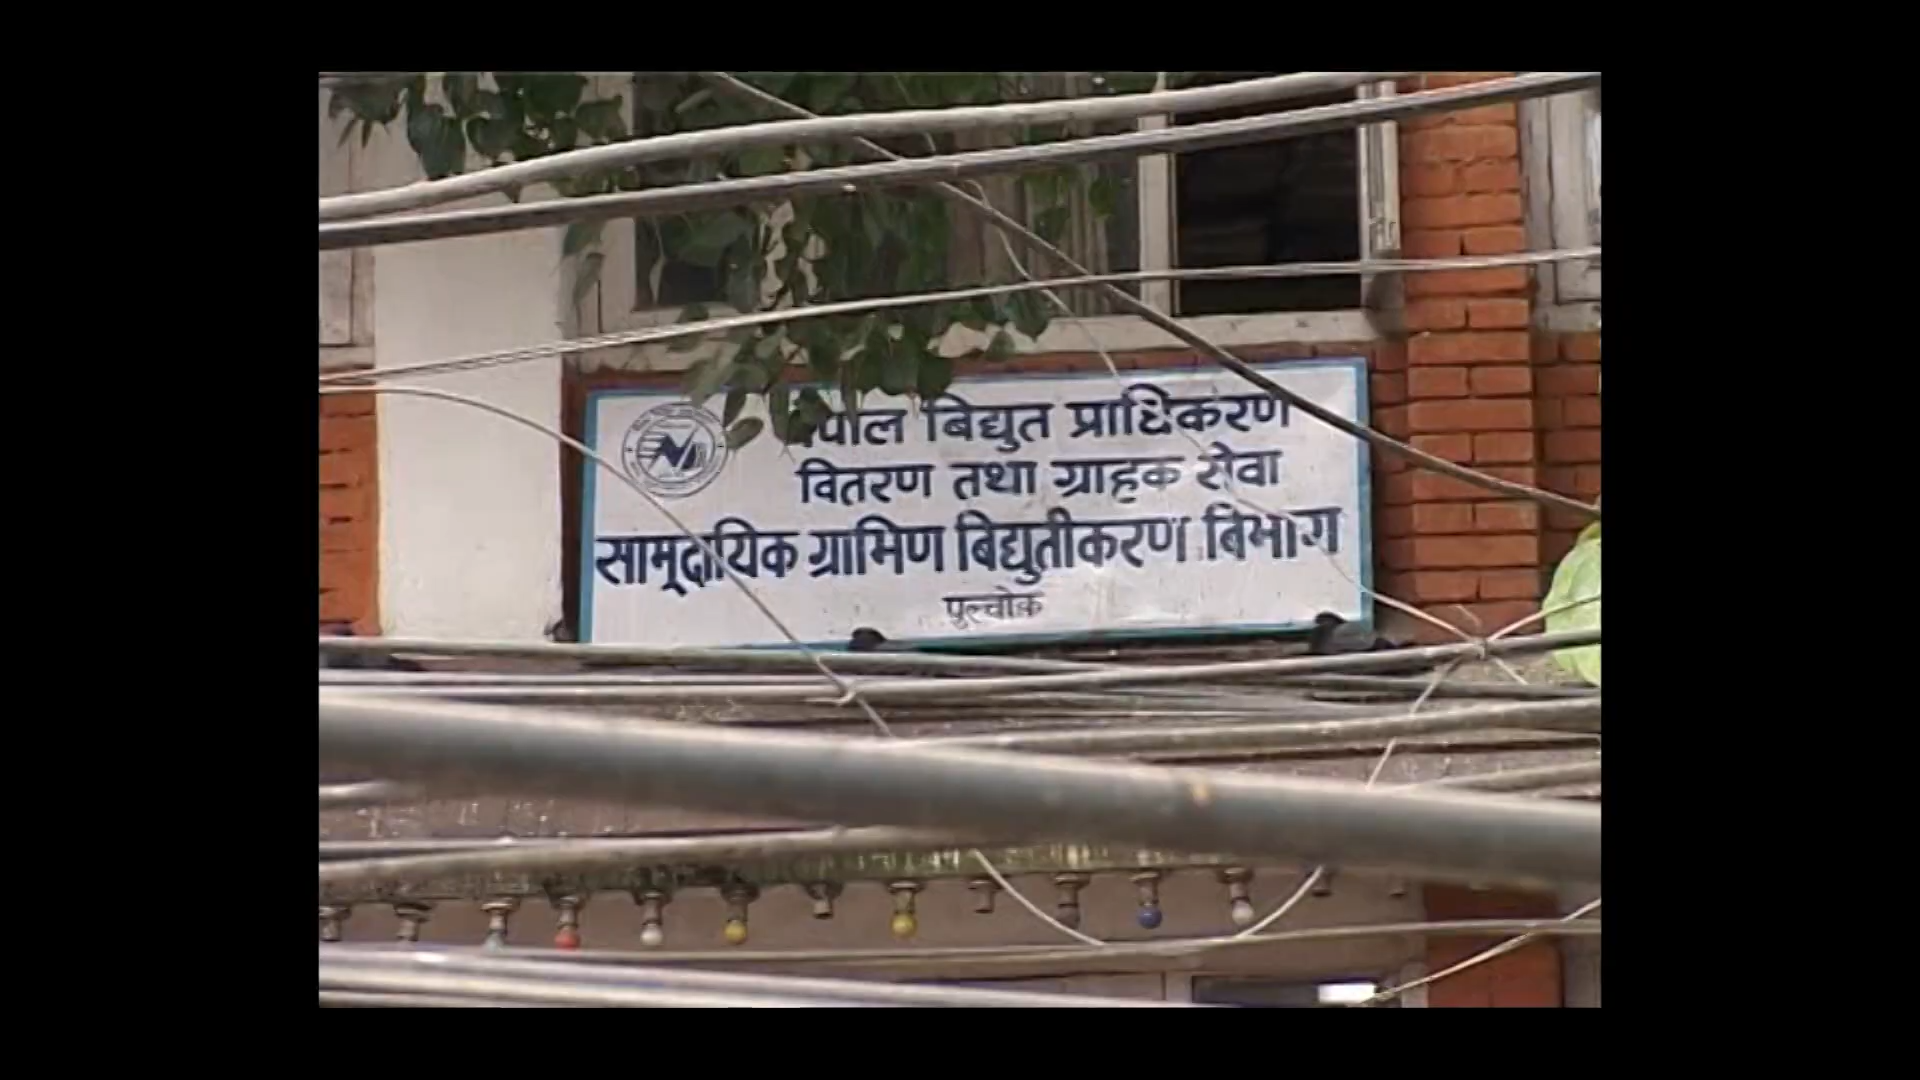 नेपाल बिद्युत प्राधिकरण
वितरण तथा ग्राहक सेवा
सामूदायिक ग्रामिण बिद्युतीकरण बिभाग
पुल्चोक